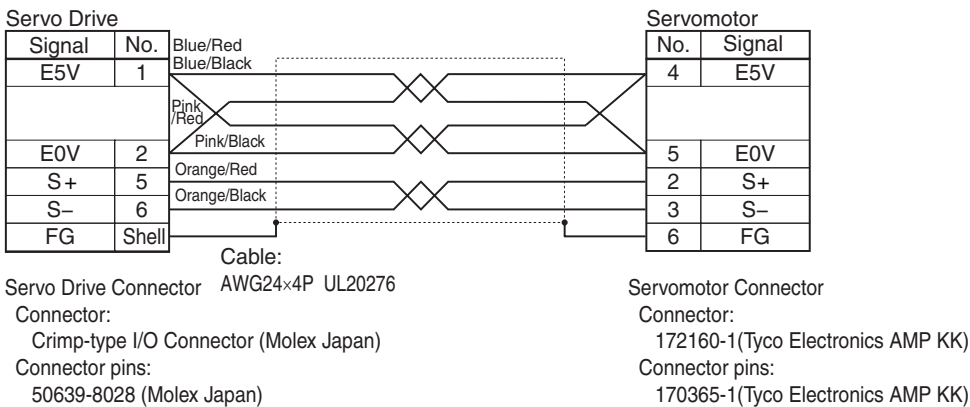 Servo Drive
Servomotor
Signal No.
No. Signal
Blue/Red
Blue/Black
E5V 1
4 E5V
Pink
/Red
Pink/Black
E0V 2
5 E0V
Orange/Red
S+ 5
2 S+
Orange/Black
S− 6
3 S−
FG Shell
6 FG
Cable:
AWG24×4P UL20276
Servo Drive Connector
Connector:
Crimp-type I/O Connector (Molex Japan)
Connector pins:
50639-8028 (Molex Japan)
Servomotor Connector
Connector:
172160-1(Tyco Electronics AMP KK)
Connector pins:
170365-1(Tyco Electronics AMP KK)